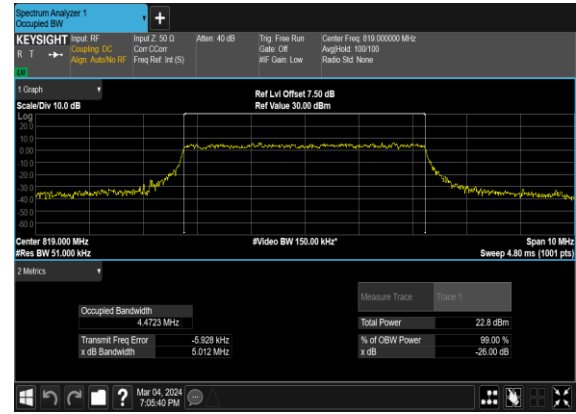 Spectrum Analyzer 1
Occupied BW
+
KEYSIGHT Input: RF Input Z: 50 Ω Atten: 40 dB Trig: Free Run Center Freq: 819.000000 MHz
R T Coupling: DC Corr CCorr Gate: Off Avg|Hold: 100/100
Align: Auto/No RF Freq Ref: Int (S) #IF Gain: Low Radio Std: None
LXI
1 Graph
Ref Lvl Offset 7.50 dB
Scale/Div 10.0 dB Ref Value 30.00 dBm
Log
20.0
10.0
0.00
-10.0
-20.0
-30.0
-40.0
-50.0
-60.0
Center 819.000 MHz #Video BW 150.00 kHz* Span 10 MHz
#Res BW 51.000 kHz Sweep 4.80 ms (1001 pts)
2 Metrics
Measure Trace Trace 1
Occupied Bandwidth
4.4723 MHz
Total Power 22.8 dBm
Transmit Freq Error -5.928 kHz % of OBW Power 99.00 %
x dB Bandwidth 5.012 MHz x dB -26.00 dB
?
Mar 04, 2024
7:05:40 PM